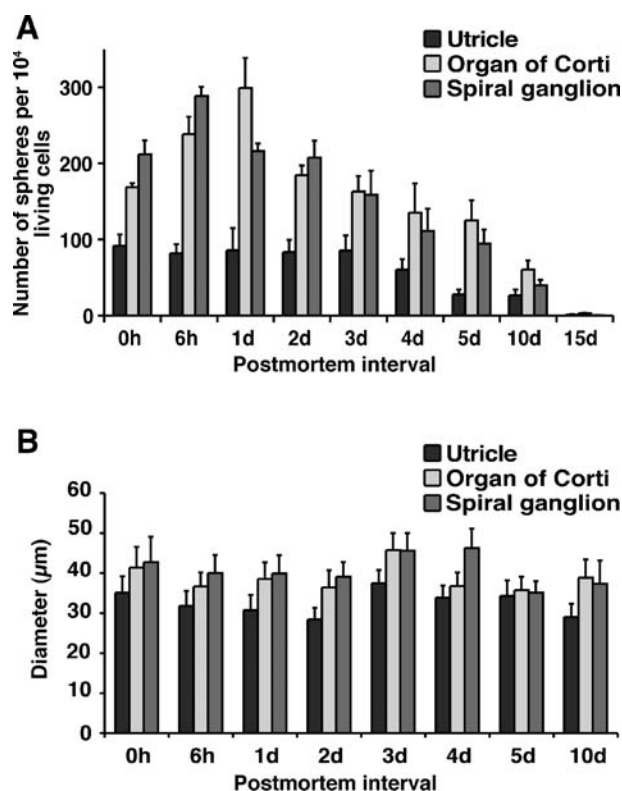 A
Utricle
Organ of Corti
Spiral ganglion
Number of spheres per 10⁴
living cells
300
200
100
0
0h 6h 1d 2d 3d 4d 5d 10d 15d
Postmortem interval
B
Utricle
Organ of Corti
Spiral ganglion
Diameter (µm)
60
50
40
30
20
10
0
0h 6h 1d 2d 3d 4d 5d 10d
Postmortem interval